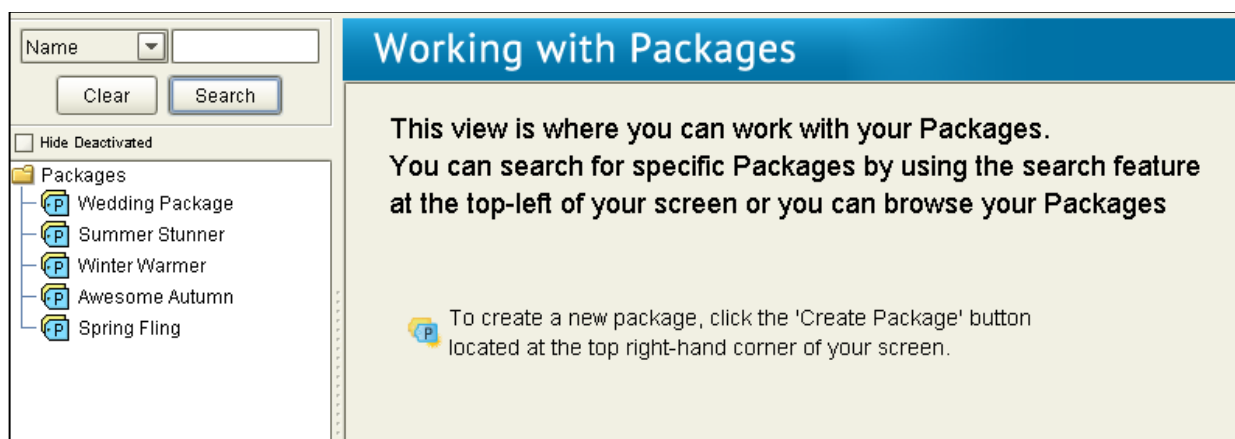 Name
Clear
Search
Hide Deactivated
Packages
P Wedding Package
P Summer Stunner
P Winter Warmer
P Awesome Autumn
P Spring Fling
Working with Packages
This view is where you can work with your Packages.
You can search for specific Packages by using the search feature
at the top-left of your screen or you can browse your Packages
P To create a new package, click the 'Create Package' button
located at the top right-hand corner of your screen.